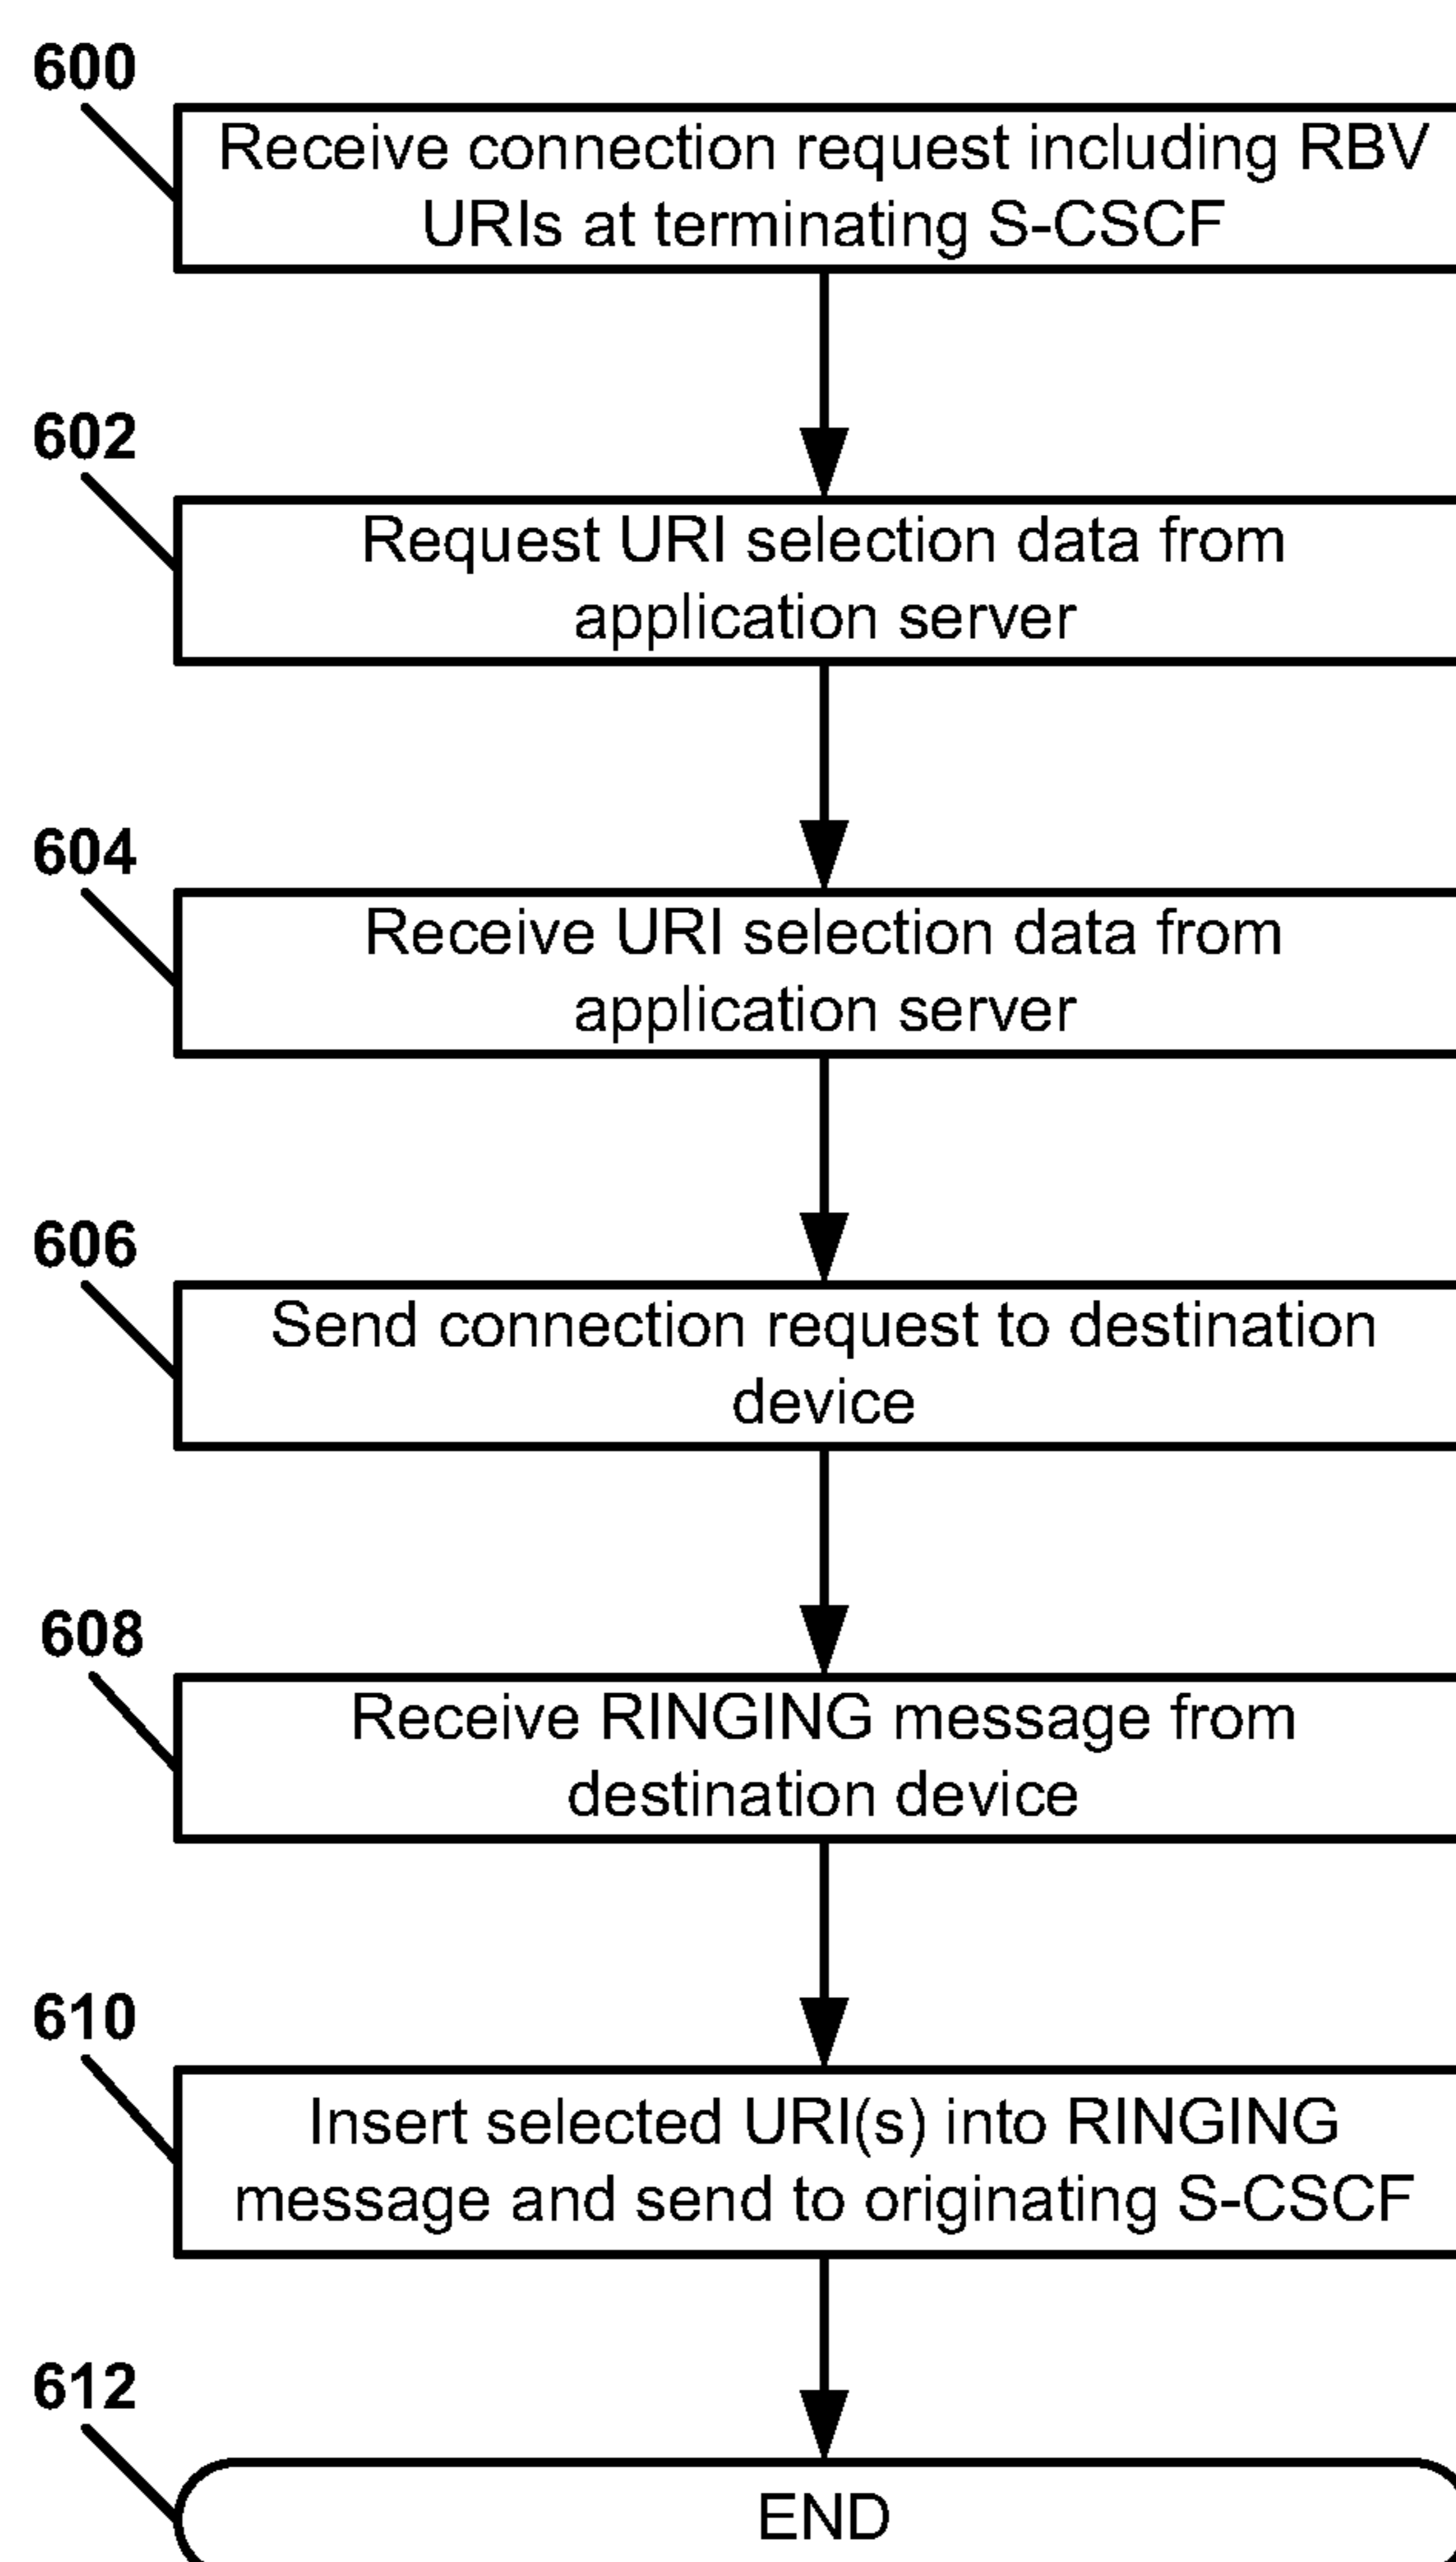 600
Receive connection request including RBV
URIs at terminating S-CSCF
602
Request URI selection data from
application server
604
Receive URI selection data from
application server
606
Send connection request to destination
device
608
Receive RINGING message from
destination device
610
Insert selected URI(s) into RINGING
message and send to originating S-CSCF
612
END